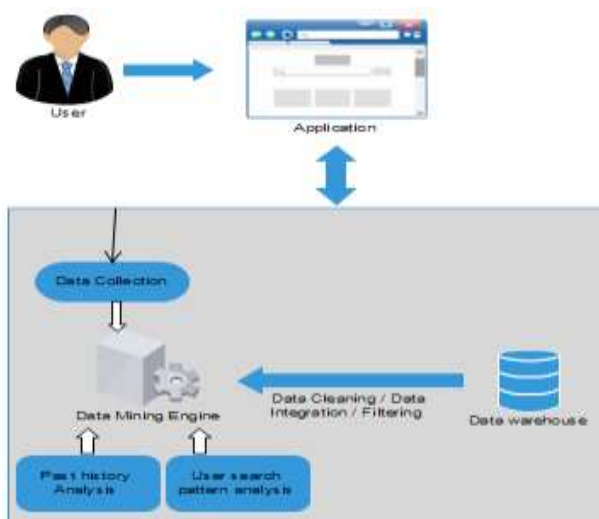 User
Application
Data Collection
Data Mining Engine
Data Cleaning / Data
Integration / Filtering
Data warehouse
Past history
Analysis
User search
pattern analysis